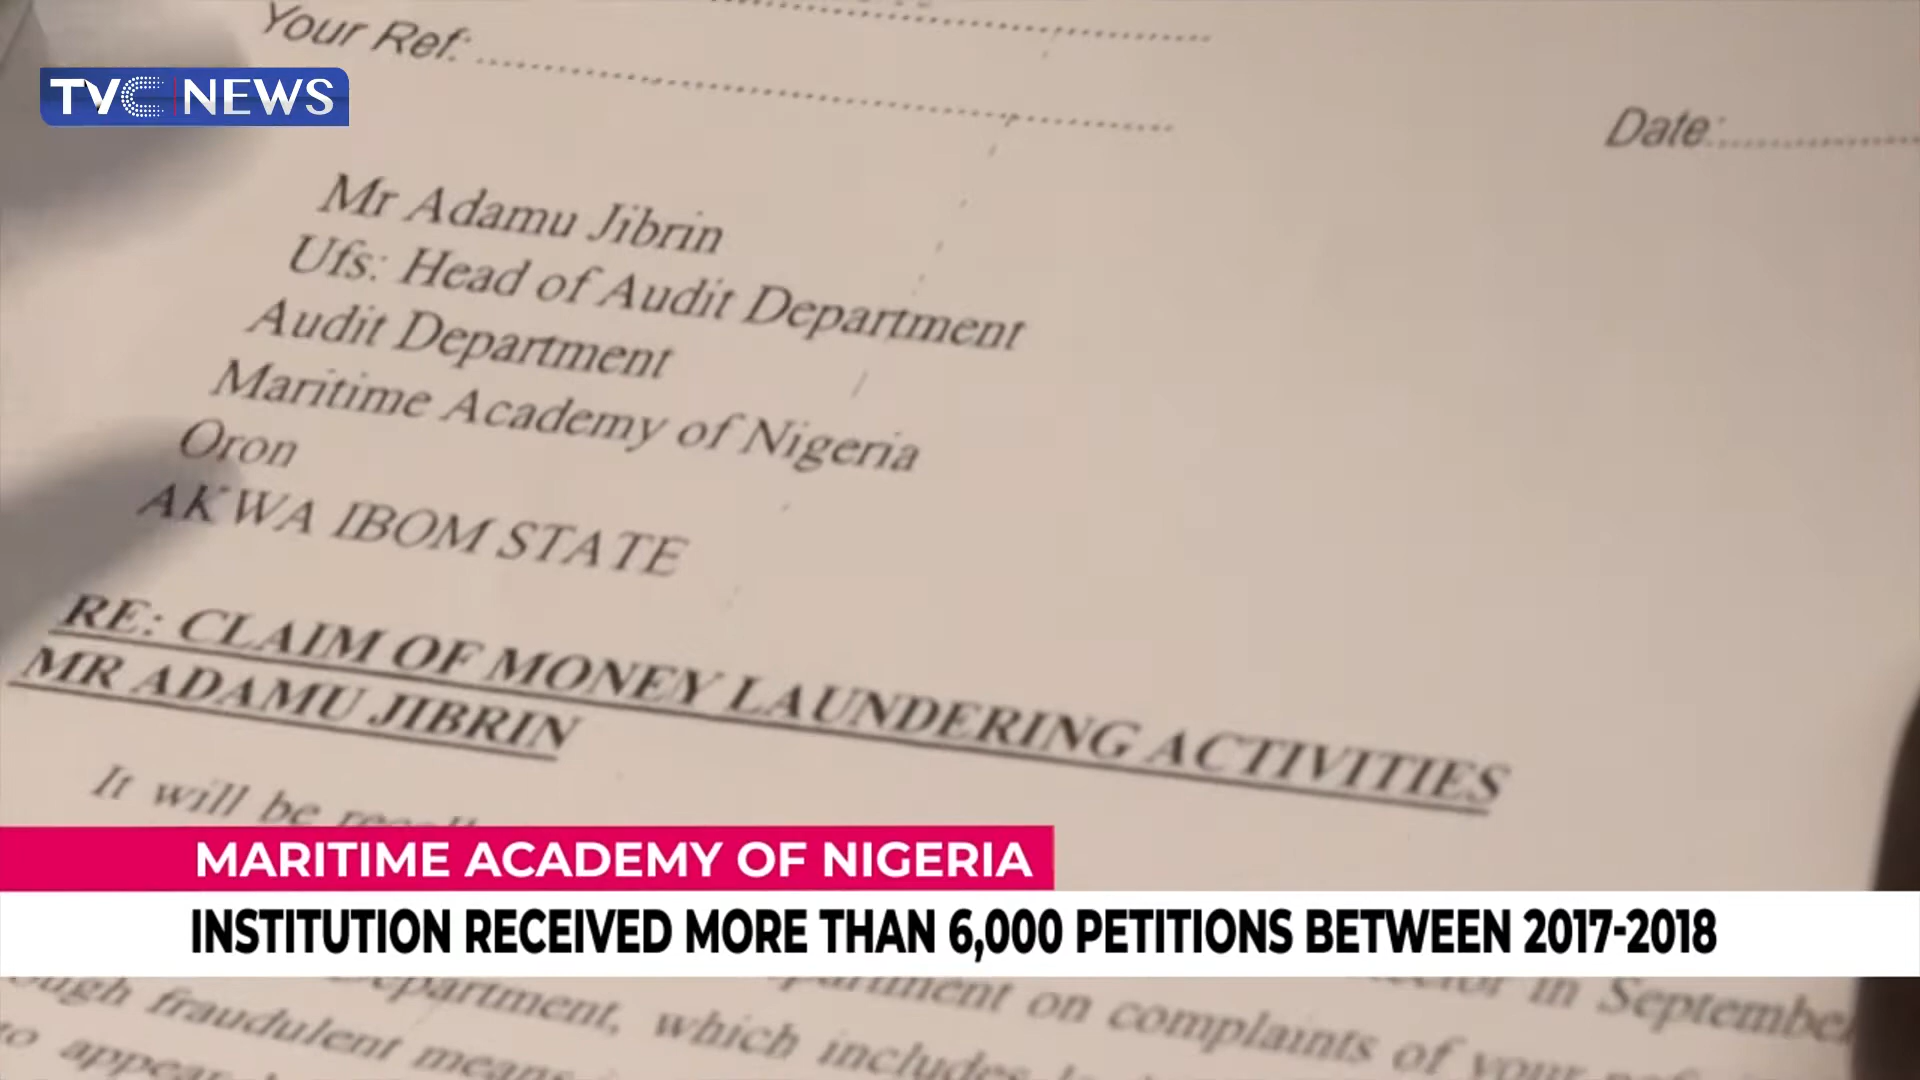 Your Ref:
TVC NEWS
Date:
Mr Adamu Jibrin
Ufs: Head of Audit Department
Audit Department
Maritime Academy of Nigeria
Oron
AKWA IBOM STATE
RE: CLAIM OF MONEY LAUNDERING ACTIVITIES
MR ADAMU JIBRIN
It will be
MARITIME ACADEMY OF NIGERIA
INSTITUTION RECEIVED MORE THAN 6,000 PETITIONS BETWEEN 2017-2018
in September
Department, which includes
on complaints of your
fraudulent means
to appear